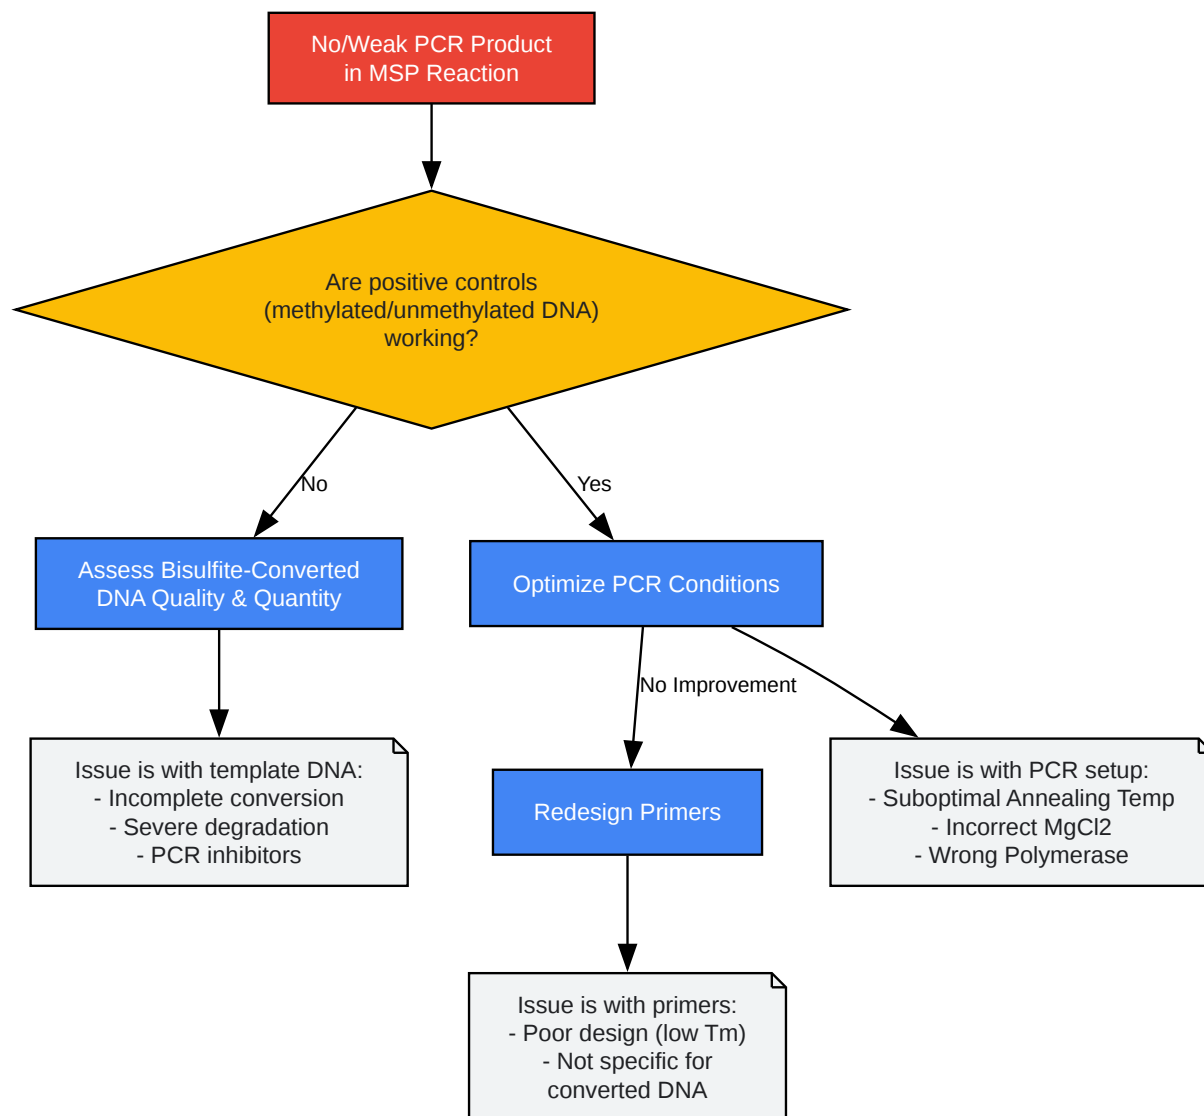 No/Weak PCR Product
in MSP Reaction
Are positive controls
(methylated/unmethylated DNA)
working?
No
Yes
Assess Bisulfite-Converted
DNA Quality & Quantity
Optimize PCR Conditions
No Improvement
Issue is with template DNA:
- Incomplete conversion
- Severe degradation
- PCR inhibitors
Redesign Primers
Issue is with PCR setup:
- Suboptimal Annealing Temp
- Incorrect MgCl2
- Wrong Polymerase
Issue is with primers:
- Poor design (low Tm)
- Not specific for
converted DNA